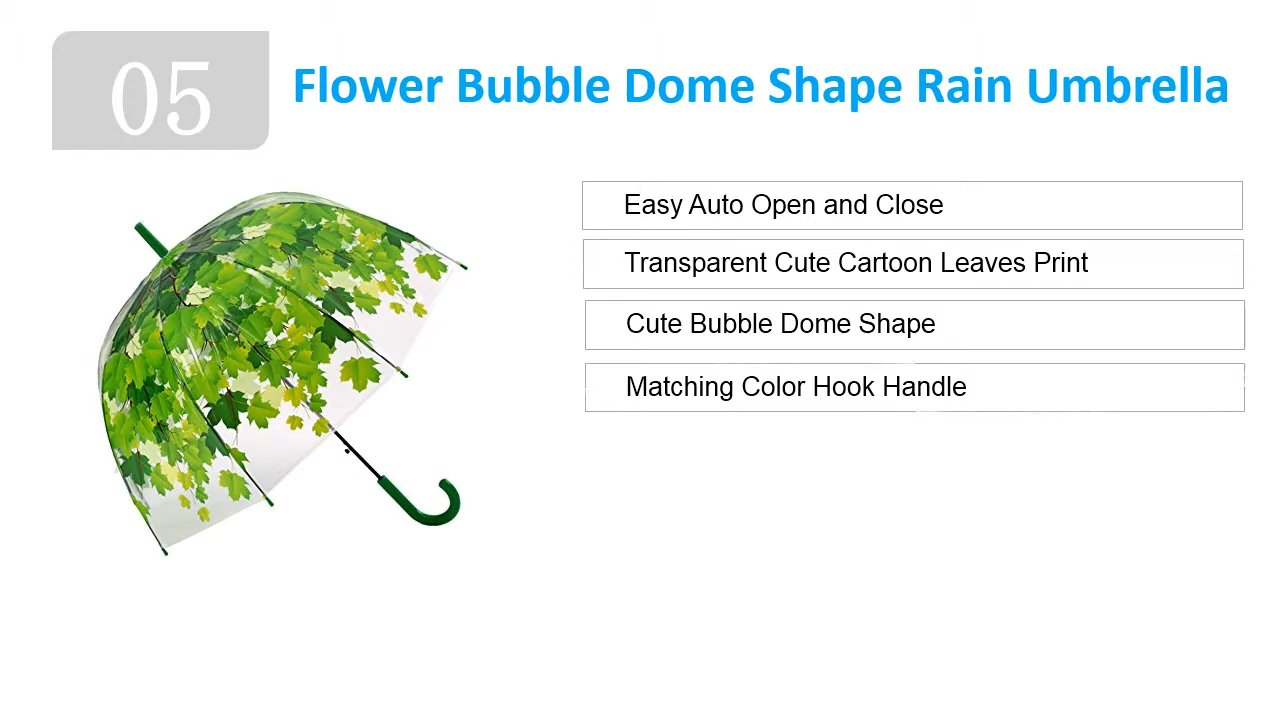 05
Flower Bubble Dome Shape Rain Umbrella
Easy Auto Open and Close
Transparent Cute Cartoon Leaves Print
Cute Bubble Dome Shape
Matching Color Hook Handle